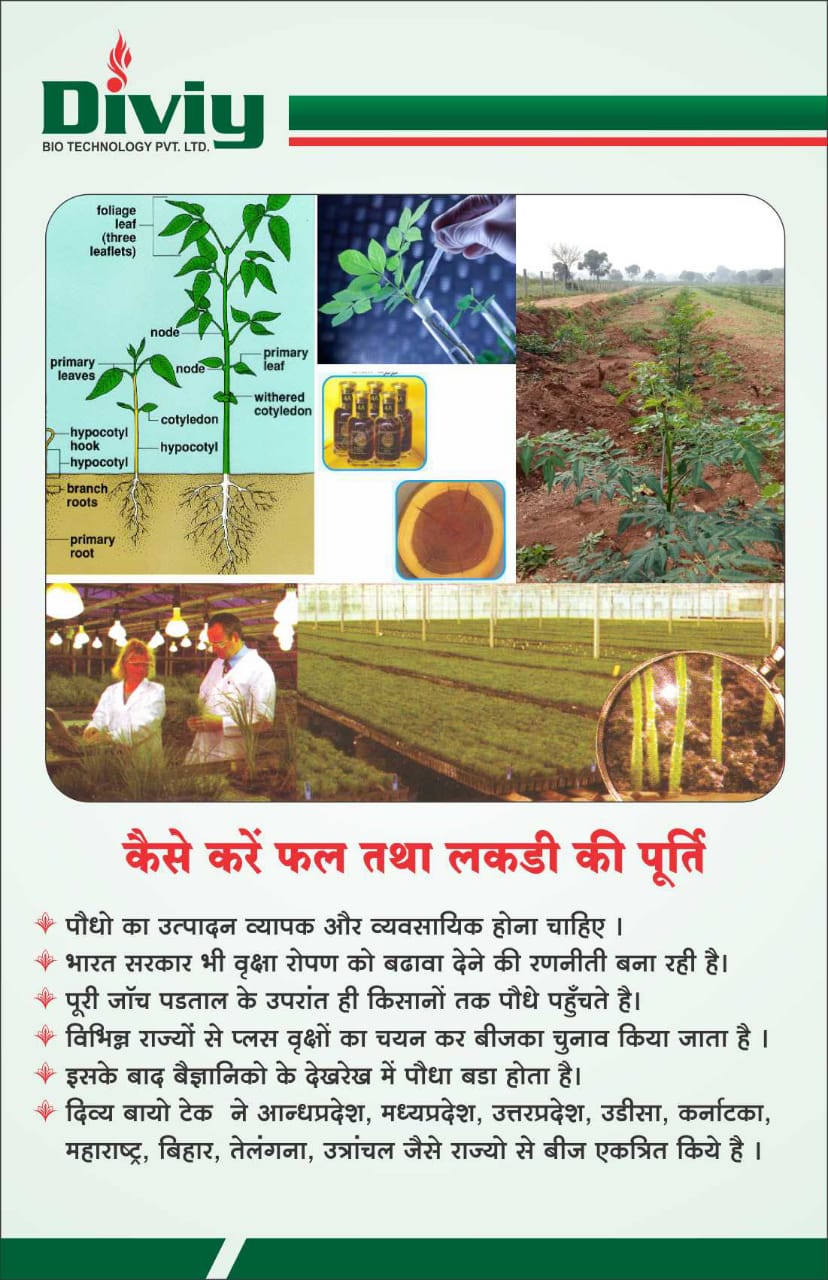 Diviy
BIO TECHNOLOGY PVT. LTD.
foliage
leaf
(three
leaflets)
node
primary
leaves
node
primary
leaf
withered
cotyledon
cotyledon
hypocotyl
hook
hypocotyl
hypocotyl
branch
roots
primary
root
कैसे करें फल तथा लकडी की पूर्ति
पौधो का उत्पादन व्यापक और व्यवसायिक होना चाहिए ।
भारत सरकार भी वृक्षा रोपण को बढावा देने की रणनीती बना रही है।
पूरी जॉच पडताल के उपरांत ही किसानों तक पौधे पहुँचते है।
विभिन्न राज्यों से प्लस वृक्षों का चयन कर बीजका चुनाव किया जाता है ।
इसके बाद बैज्ञानिको के देखरेख में पौधा बडा होता है।
दिव्य बायो टेक ने आन्धप्रदेश, मध्यप्रदेश, उत्तरप्रदेश, उडीसा, कर्नाटका,
महाराष्ट्र, बिहार, तेलंगना, उत्रांचल जैसे राज्यो से बीज एकत्रित किये है ।